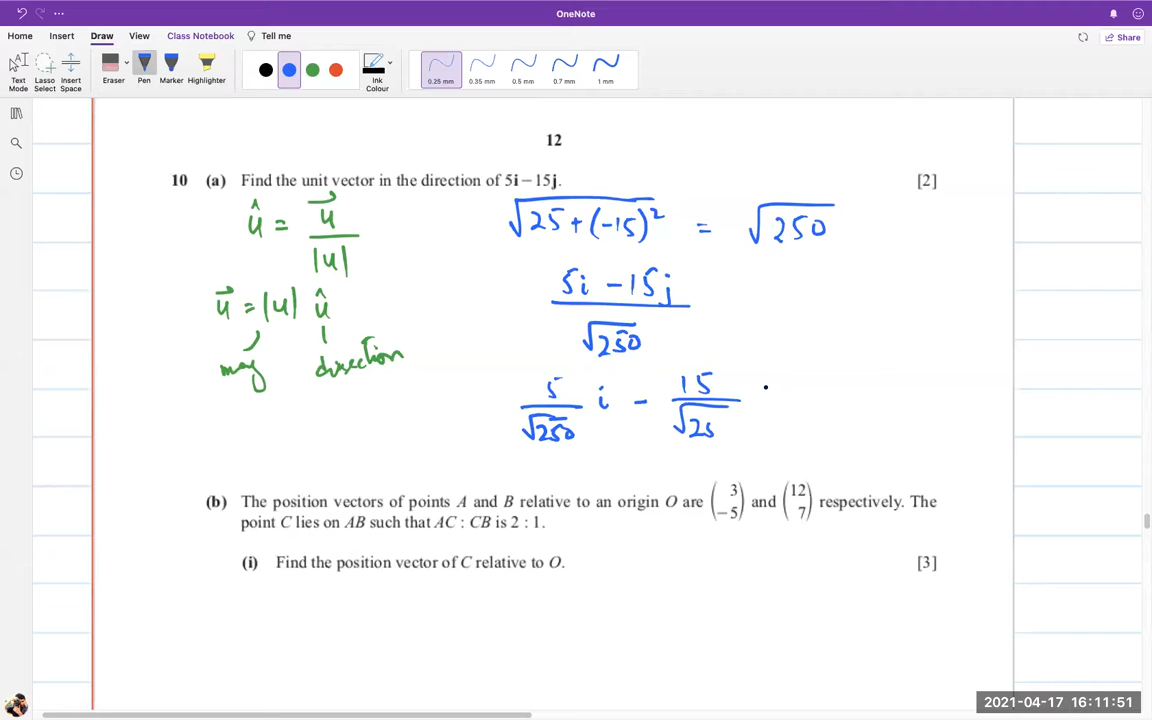 OneNote
Home Insert Draw View Class Notebook Tell me
Share
Text Mode
Lasso Select
Insert Space
Eraser
Pen
Marker
Highlighter
Ink Colour
0.25 mm 0.35 mm 0.5 mm 0.7 mm 1 mm
12
10 (a) Find the unit vector in the direction of 5i − 15j. [2]
û = u⃗ / |u|
√(25 + (−15)²) = √250
u⃗ = |u| û
mag direction
5i − 15j / √250
5/√250 i − 15/√25
(b) The position vectors of points A and B relative to an origin O are (3 −5) and (12 7) respectively. The
point C lies on AB such that AC : CB is 2 : 1.
(i) Find the position vector of C relative to O. [3]
2021-04-17 16:11:51